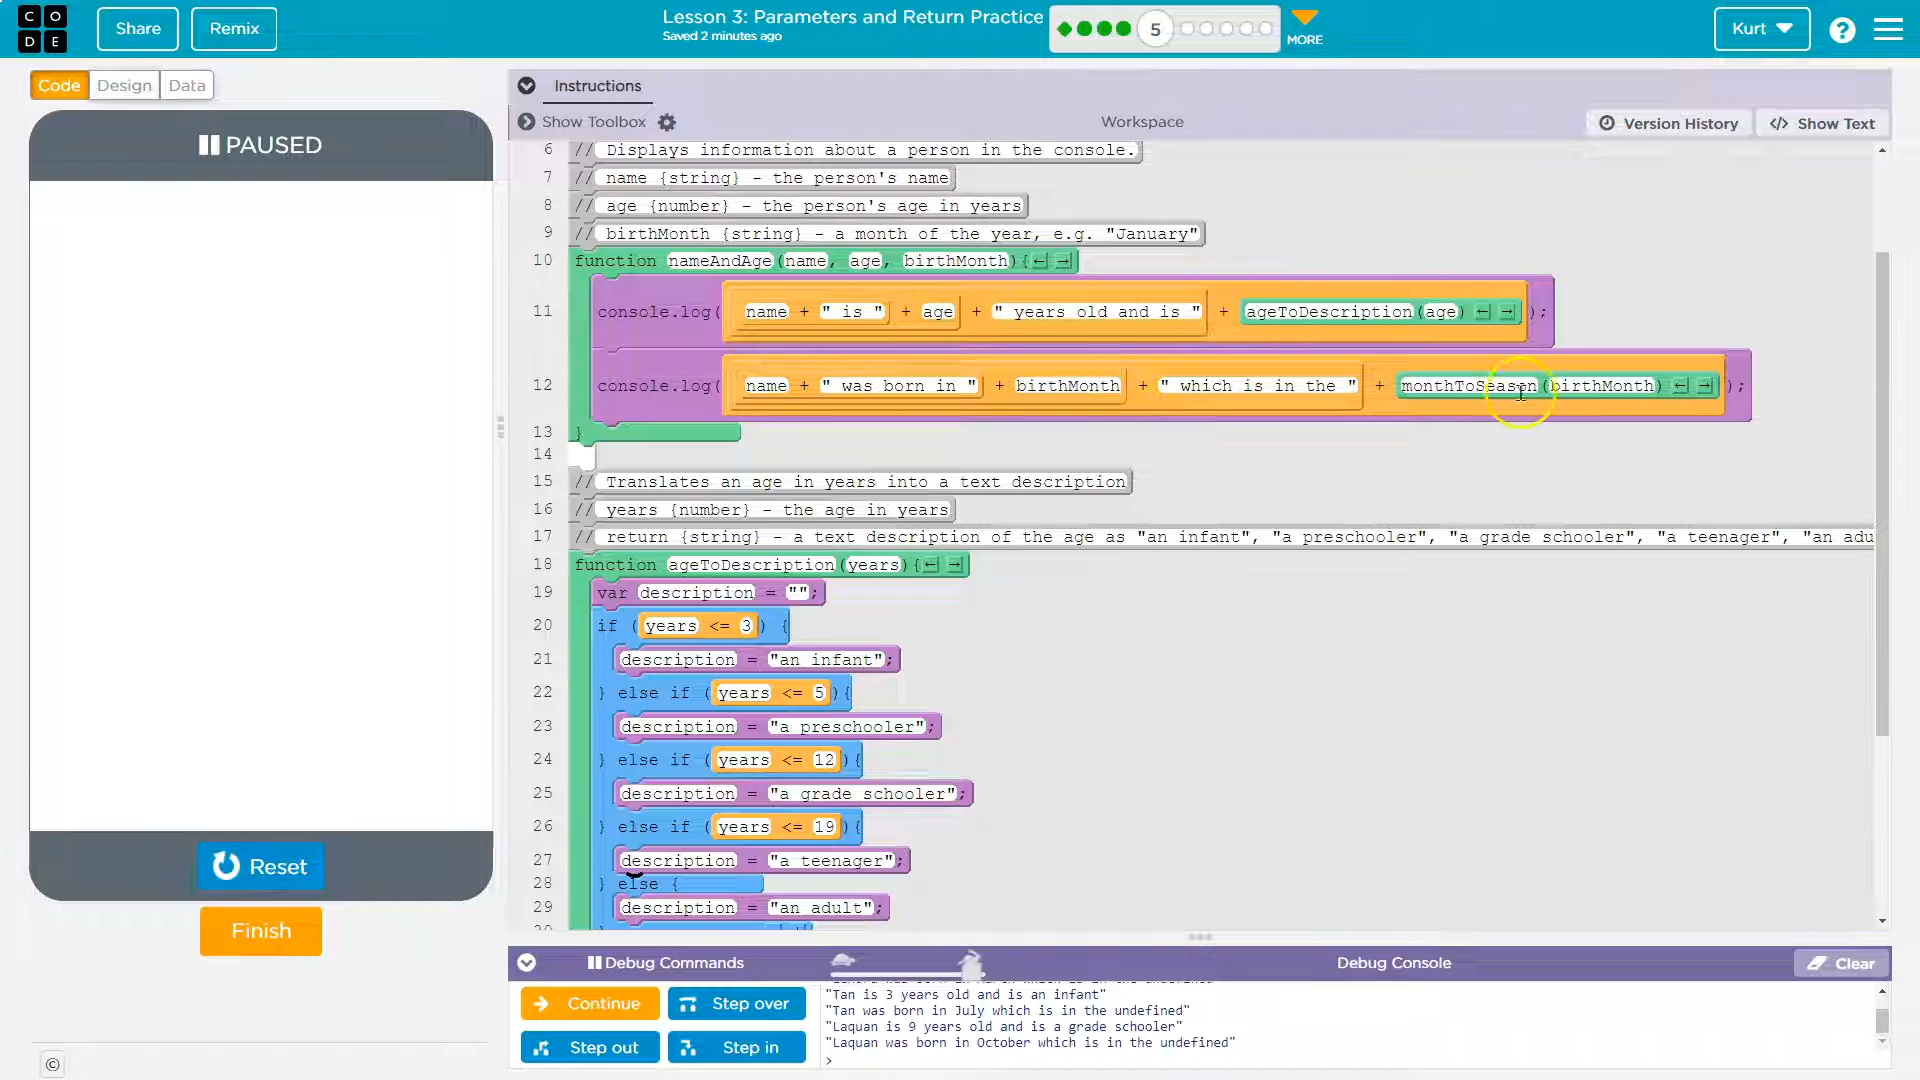 CO
DE
Share
Remix
Lesson 3: Parameters and Return Practice
Saved 2 minutes ago
5
MORE
Kurt
?
Code
Design
Data
PAUSED
Reset
Finish
©
Instructions
Show Toolbox
Workspace
Version History
</> Show Text
6 // Displays information about a person in the console.
7 // name {string} - the person's name
8 // age {number} - the person's age in years
9 // birthMonth {string} - a month of the year, e.g. "January"
10 function nameAndAge(name, age, birthMonth){
11 console.log( name + " is " + age + " years old and is " + ageToDescription(age) );
12 console.log( name + " was born in " + birthMonth + " which is in the " + monthToSeason(birthMonth) );
13 }
14
15 // Translates an age in years into a text description
16 // years {number} - the age in years
17 // return {string} - a text description of the age as "an infant", "a preschooler", "a grade schooler", "a teenager", "an adu
18 function ageToDescription(years){
19 var description = "";
20 if (years <= 3) {
21 description = "an infant";
22 } else if (years <= 5){
23 description = "a preschooler";
24 } else if (years <= 12){
25 description = "a grade schooler";
26 } else if (years <= 19){
27 description = "a teenager";
28 } else {
29 description = "an adult";
Debug Commands
Debug Console
Clear
Continue
Step over
Step out
Step in
"Tan is 3 years old and is an infant"
"Tan was born in July which is in the undefined"
"Laquan is 9 years old and is a grade schooler"
"Laquan was born in October which is in the undefined"
>